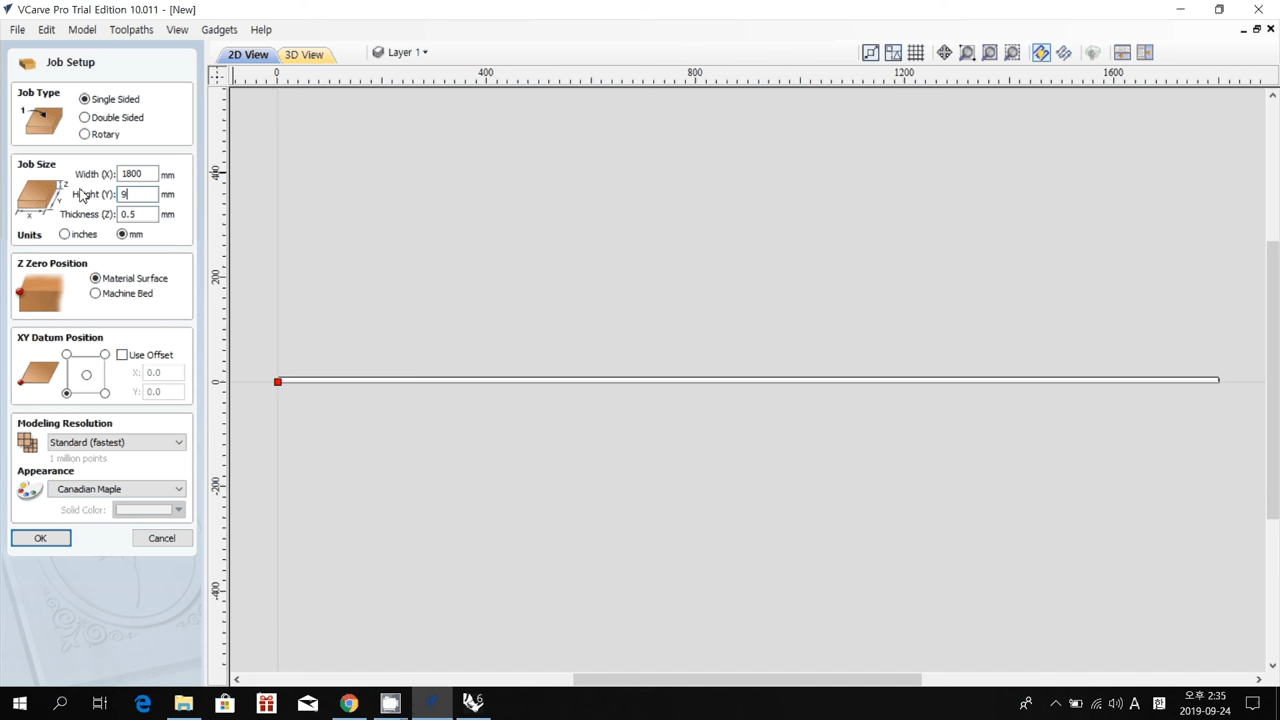 VCarve Pro Trial Edition 10.011 - [New]
File Edit Model Toolpaths View Gadgets Help
Job Setup
2D View 3D View Layer 1
0 400 800 1200 1600
Job Type
1
Single Sided
Double Sided
Rotary
Job Size
Width (X): 1800 mm
Height (Y): 9 mm
Thickness (Z): 0.5 mm
Z
Y
X
Units inches mm
Z Zero Position
Material Surface
Machine Bed
XY Datum Position
Use Offset
X: 0.0
Y: 0.0
Modeling Resolution
Standard (fastest)
1 million points
Appearance
Canadian Maple
Solid Color:
OK Cancel
400
200
0
-200
-400
6
A
한
오후 2:35
2019-09-24